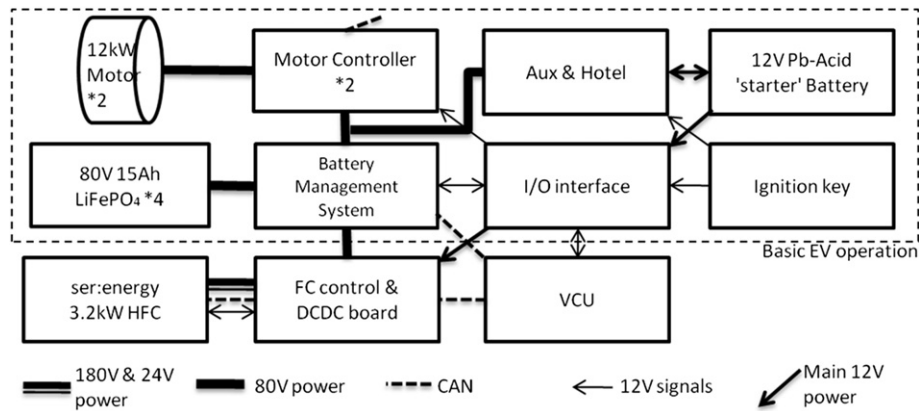 12kW
Motor
*2
Motor Controller
*2
Aux & Hotel
12V Pb-Acid
'starter' Battery
80V 15Ah
LiFePO₄ *4
Battery
Management
System
I/O interface
Ignition key
Basic EV operation
ser:energy
3.2kW HFC
FC control &
DCDC board
VCU
180V & 24V
power
80V power
CAN
12V signals
Main 12V
power